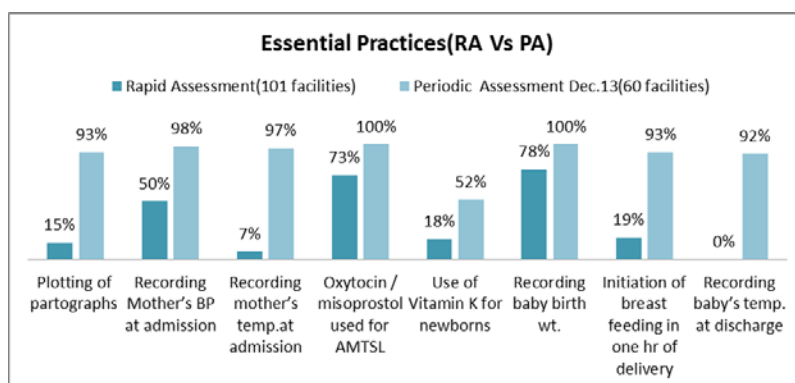 Essential Practices(RA Vs PA)
Rapid Assessment(101 facilities) Periodic Assessment Dec.13(60 facilities)
15% 93% 50% 98% 7% 97% 73% 100% 18% 52% 78% 100% 19% 93% 0% 92%
Plotting of
partographs
Recording
Mother's BP
at admission
Recording
mother's
temp.at
admission
Oxytocin /
misoprostol
used for
AMTSL
Use of
Vitamin K for
newborns
Recording
baby birth
wt.
Initiation of
breast
feeding in
one hr of
delivery
Recording
baby's temp.
at discharge